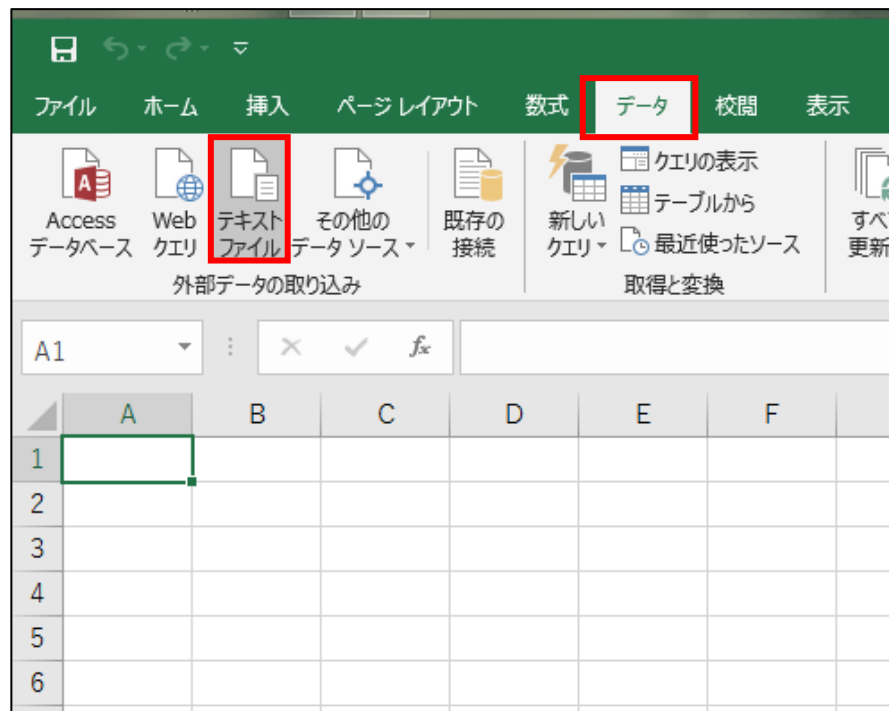 ファイル ホーム 挿入 ページ レイアウト 数式 データ 校閲 表示
Access データベース
Web クエリ
テキスト ファイル
その他の データ ソース
既存の 接続
新しい クエリ
クエリの表示
テーブルから
最近使ったソース
すべ
更新
外部データの取り込み
取得と変換
A1
fx
A B C D E F
1
2
3
4
5
6